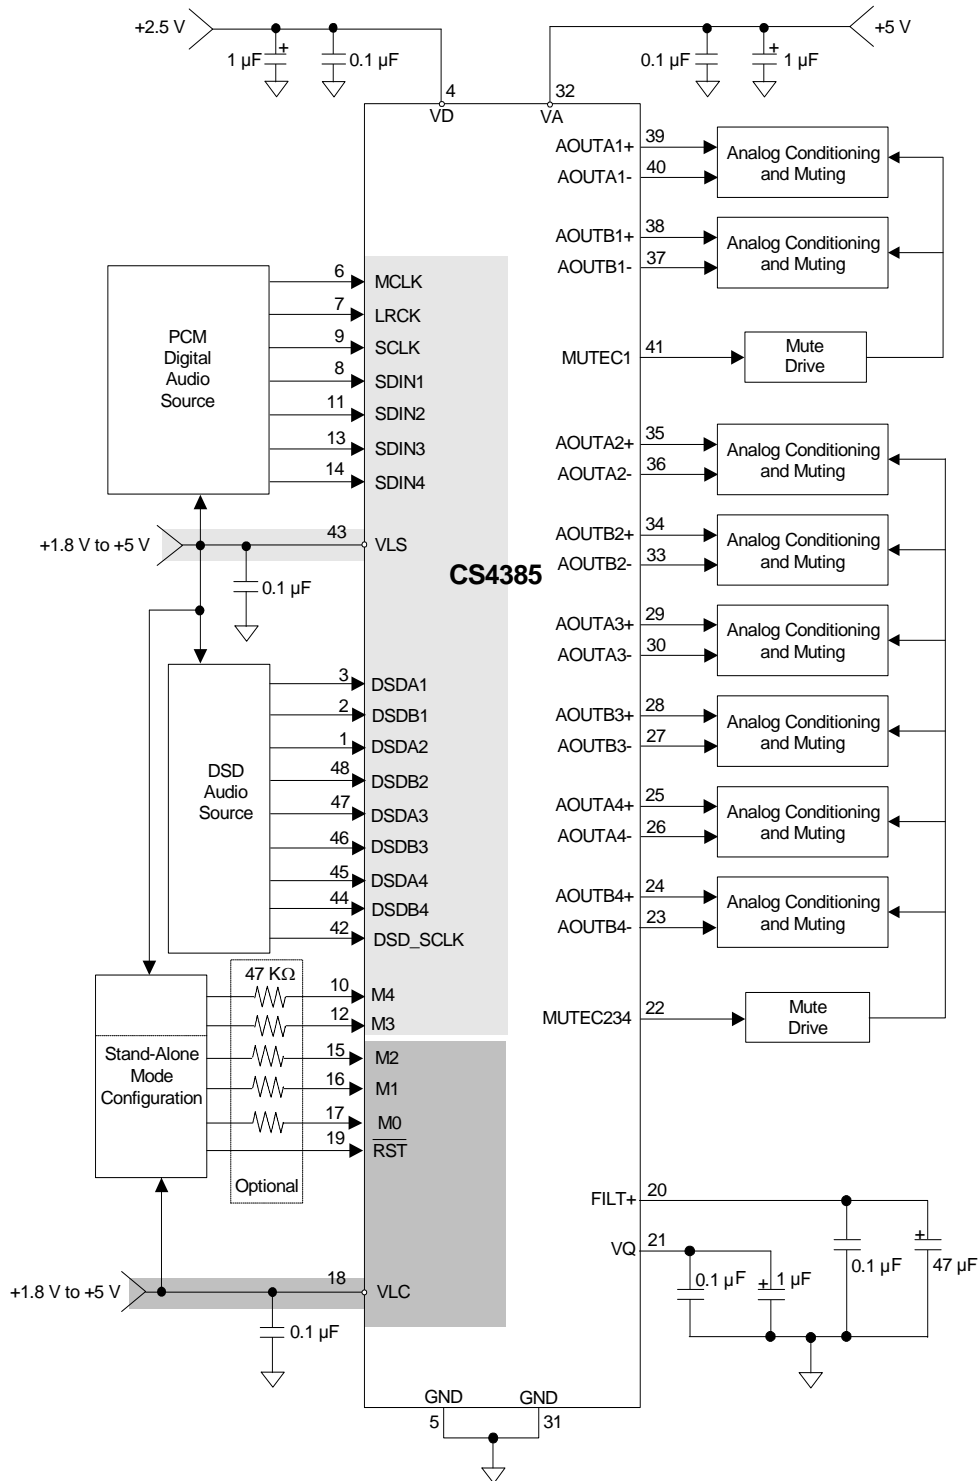 +2.5 V
1 µF
+
0.1 µF
+5 V
0.1 µF
+
1 µF
4
VD
32
VA
PCM
Digital
Audio
Source
6
MCLK
7
LRCK
9
SCLK
8
SDIN1
11
SDIN2
13
SDIN3
14
SDIN4
+1.8 V to +5 V
43
VLS
0.1 µF
CS4385
DSD
Audio
Source
3
DSDA1
2
DSDB1
1
DSDA2
48
DSDB2
47
DSDA3
46
DSDB3
45
DSDA4
44
DSDB4
42
DSD_SCLK
47 KΩ
Stand-Alone
Mode
Configuration
10
M4
12
M3
15
M2
16
M1
17
M0
19
RST
Optional
+1.8 V to +5 V
18
VLC
0.1 µF
AOUTA1+
39
AOUTA1-
40
Analog Conditioning
and Muting
AOUTB1+
38
AOUTB1-
37
Analog Conditioning
and Muting
MUTEC1
41
Mute
Drive
AOUTA2+
35
AOUTA2-
36
Analog Conditioning
and Muting
AOUTB2+
34
AOUTB2-
33
Analog Conditioning
and Muting
AOUTA3+
29
AOUTA3-
30
Analog Conditioning
and Muting
AOUTB3+
28
AOUTB3-
27
Analog Conditioning
and Muting
AOUTA4+
25
AOUTA4-
26
Analog Conditioning
and Muting
AOUTB4+
24
AOUTB4-
23
Analog Conditioning
and Muting
MUTEC234
22
Mute
Drive
FILT+
20
VQ
21
0.1 µF
+
1 µF
0.1 µF
+
47 µF
GND
5
GND
31